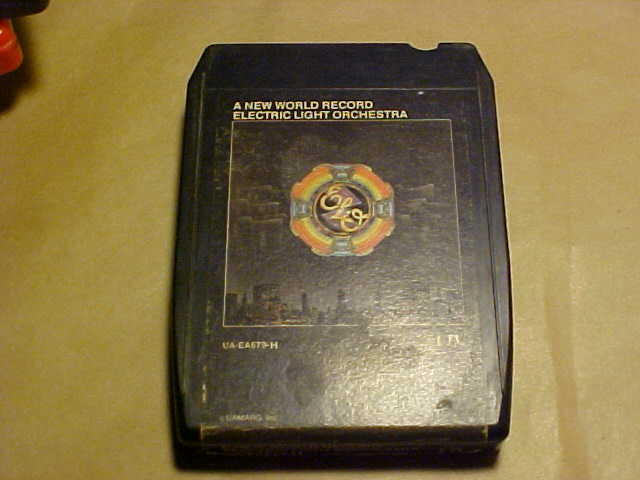 A NEW WORLD RECORD
ELECTRIC LIGHT ORCHESTRA
ELO
UA-EA679-H